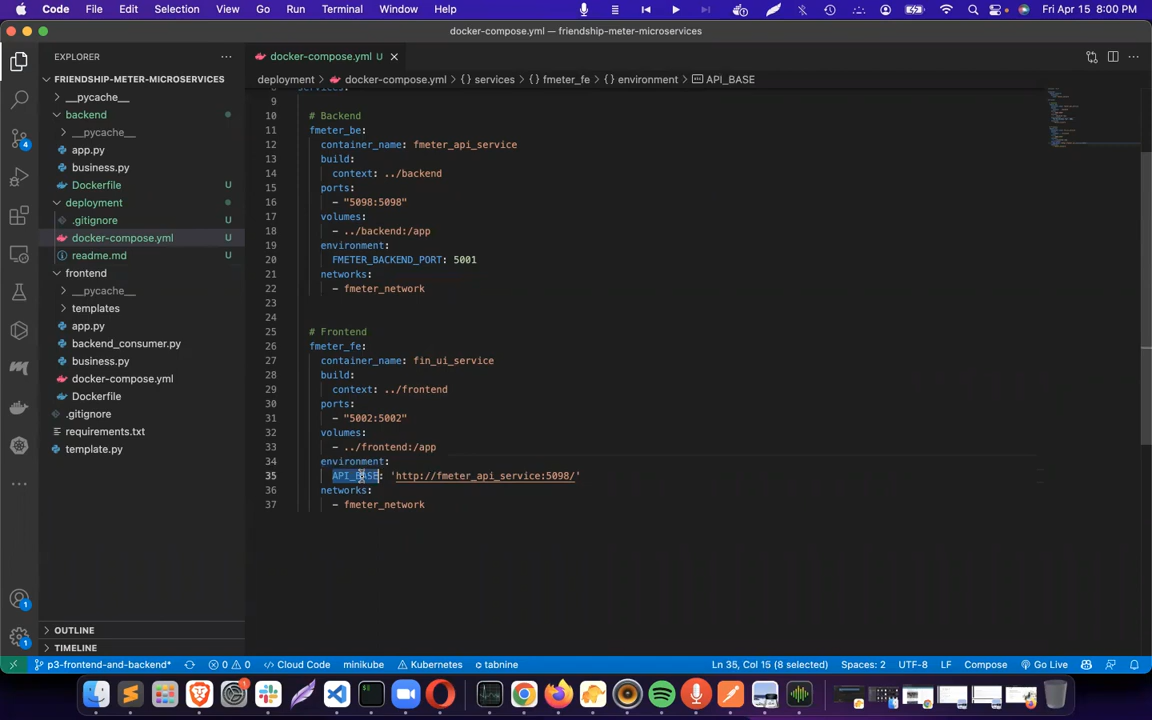 Code File Edit Selection View Go Run Terminal Window Help Fri Apr 15 8:00 PM
docker-compose.yml — friendship-meter-microservices
EXPLORER
FRIENDSHIP-METER-MICROSERVICES
__pycache__
backend
__pycache__
app.py
business.py
Dockerfile U
deployment
.gitignore U
docker-compose.yml U
readme.md U
frontend
__pycache__
templates
app.py
backend_consumer.py
business.py
docker-compose.yml
Dockerfile
.gitignore
requirements.txt
template.py
OUTLINE
TIMELINE
4
1
1
docker-compose.yml U
deployment > docker-compose.yml > {} services > {} fmeter_fe > {} environment > API_BASE
services:
9
10 # Backend
11 fmeter_be:
12 container_name: fmeter_api_service
13 build:
14 context: ../backend
15 ports:
16 - "5098:5098"
17 volumes:
18 - ../backend:/app
19 environment:
20 FMETER_BACKEND_PORT: 5001
21 networks:
22 - fmeter_network
23
24
25 # Frontend
26 fmeter_fe:
27 container_name: fin_ui_service
28 build:
29 context: ../frontend
30 ports:
31 - "5002:5002"
32 volumes:
33 - ../frontend:/app
34 environment:
35 API_BASE: 'http://fmeter_api_service:5098/'
36 networks:
37 - fmeter_network
p3-frontend-and-backend* 0 0 Cloud Code minikube Kubernetes tabnine Ln 35, Col 15 (8 selected) Spaces: 2 UTF-8 LF Compose Go Live
1